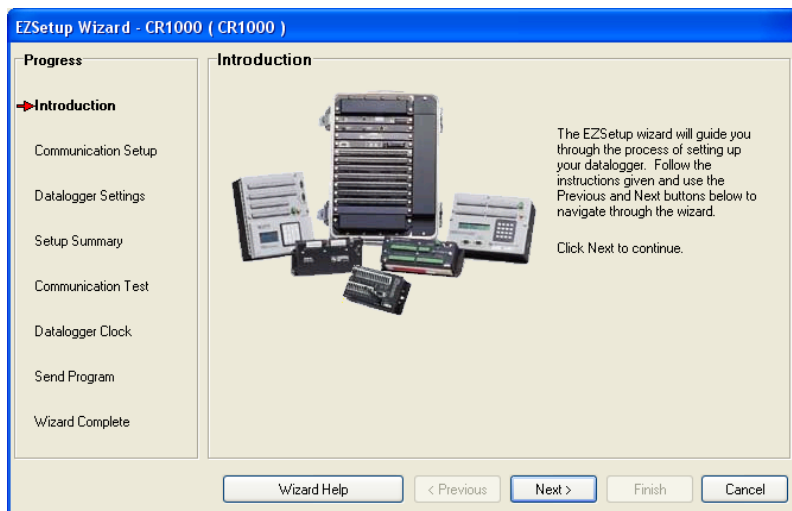 EZSetup Wizard - CR1000 ( CR1000 )
Progress
Introduction
Communication Setup
Datalogger Settings
Setup Summary
Communication Test
Datalogger Clock
Send Program
Wizard Complete
Introduction
The EZSetup wizard will guide you
through the process of setting up
your datalogger. Follow the
instructions given and use the
Previous and Next buttons below to
navigate through the wizard.
Click Next to continue.
Wizard Help
< Previous
Next >
Finish
Cancel